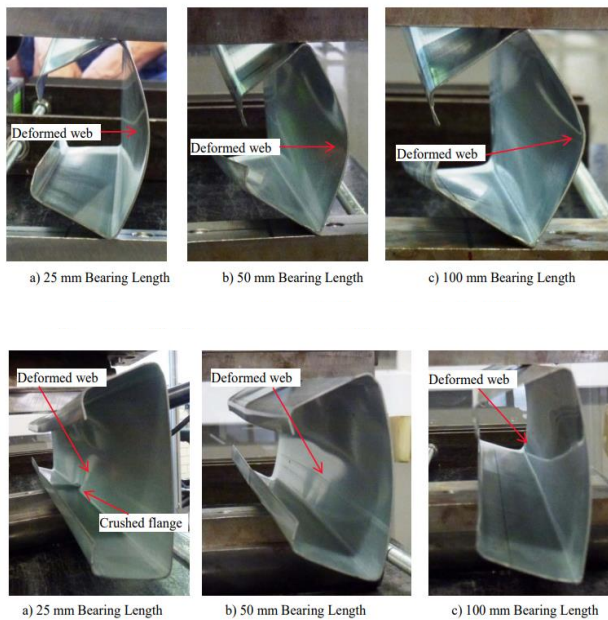 Deformed web
Deformed web
Deformed web
a) 25 mm Bearing Length
b) 50 mm Bearing Length
c) 100 mm Bearing Length
Deformed web
Deformed web
Deformed web
Crushed flange
a) 25 mm Bearing Length
b) 50 mm Bearing Length
c) 100 mm Bearing Length